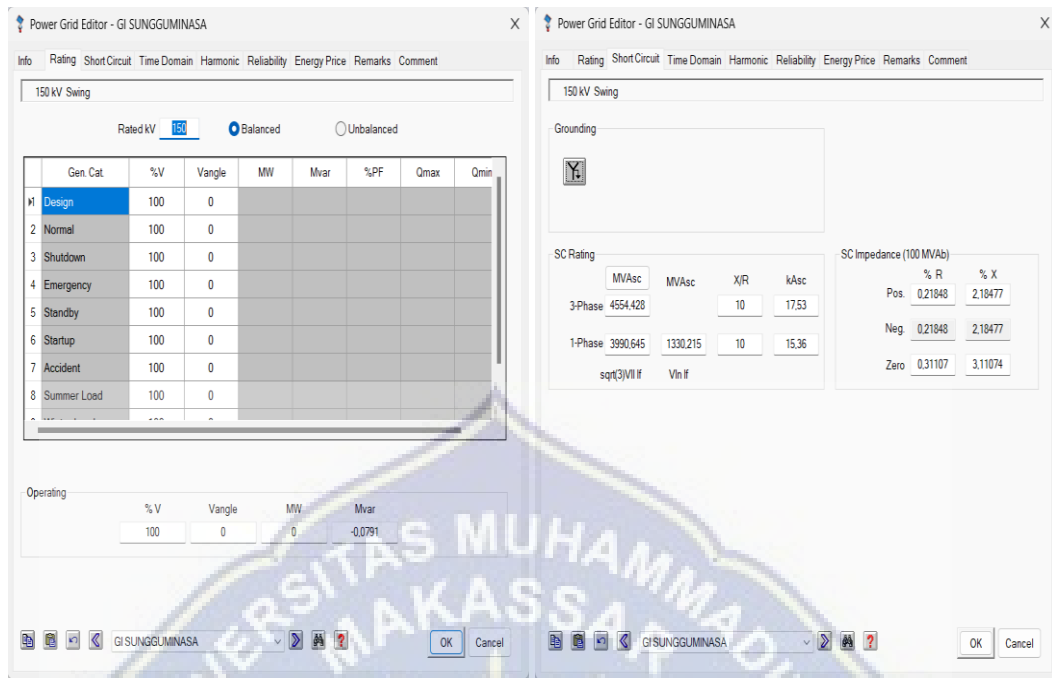 Power Grid Editor - GI SUNGGUMINASA X
Info Rating Short Circuit Time Domain Harmonic Reliability Energy Price Remarks Comment
150 kV Swing
Rated kV 150 Balanced Unbalanced
Gen. Cat. %V Vangle MW Mvar %PF Qmax Qmin
1 Design 100 0
2 Normal 100 0
3 Shutdown 100 0
4 Emergency 100 0
5 Standby 100 0
6 Startup 100 0
7 Accident 100 0
8 Summer Load 100 0
Operating
% V Vangle MW Mvar
100 0 0 -0,0791
GI SUNGGUMINASA
OK Cancel
Power Grid Editor - GI SUNGGUMINASA X
Info Rating Short Circuit Time Domain Harmonic Reliability Energy Price Remarks Comment
150 kV Swing
Grounding
SC Rating
MVAsc MVAsc X/R kAsc
3-Phase 4554,428 10 17,53
1-Phase 3990,645 1330,215 10 15,36
sqrt(3)Vll If Vln If
SC Impedance (100 MVAb)
% R % X
Pos. 0,21848 2,18477
Neg. 0,21848 2,18477
Zero 0,31107 3,11074
GI SUNGGUMINASA
OK Cancel